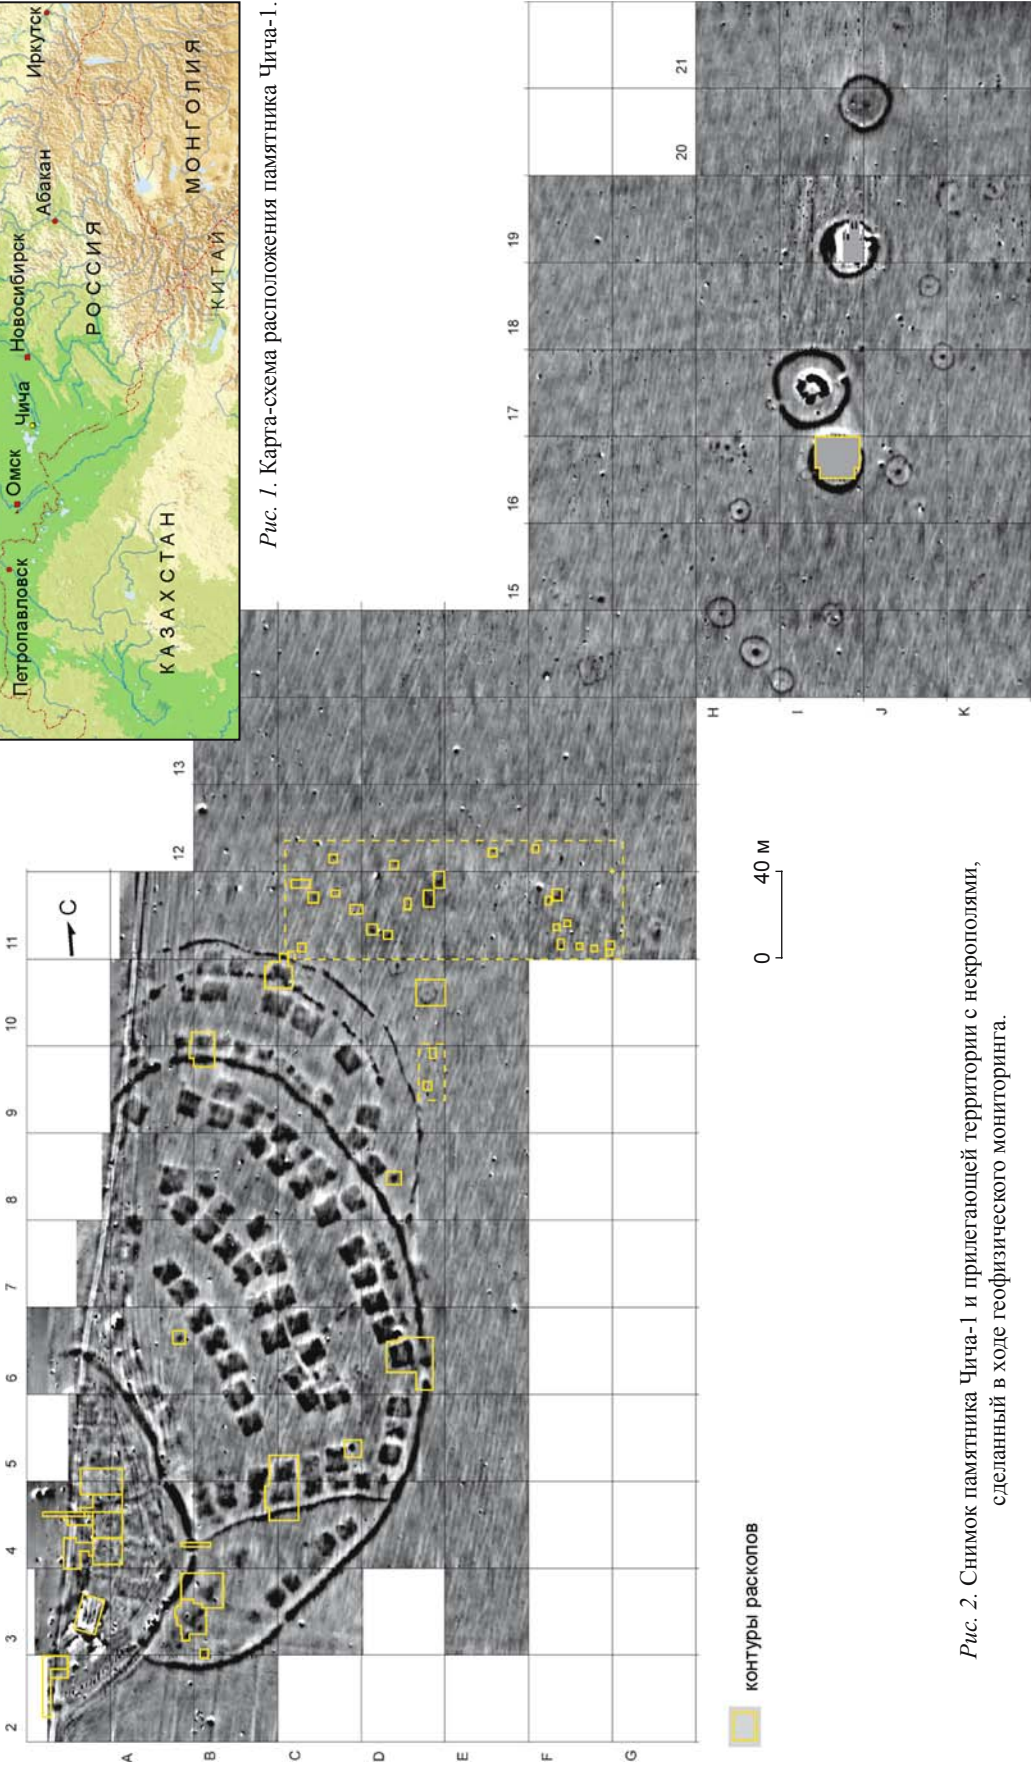 Петропавловск
Омск
Чича
Новосибирск
Абакан
Иркутск
РОССИЯ
КАЗАХСТАН
МОНГОЛИЯ
КИТАЙ
Рис. 1. Карта-схема расположения памятника Чича-1.
2 3 4 5 6 7 8 9 10 11 12 13 15 16 17 18 19 20 21
A
B
C
D
E
F
G
H
I
J
K
С
0 40 м
контуры раскопов
Рис. 2. Снимок памятника Чича-1 и прилегающей территории с некрополями,
сделанный в ходе геофизического мониторинга.